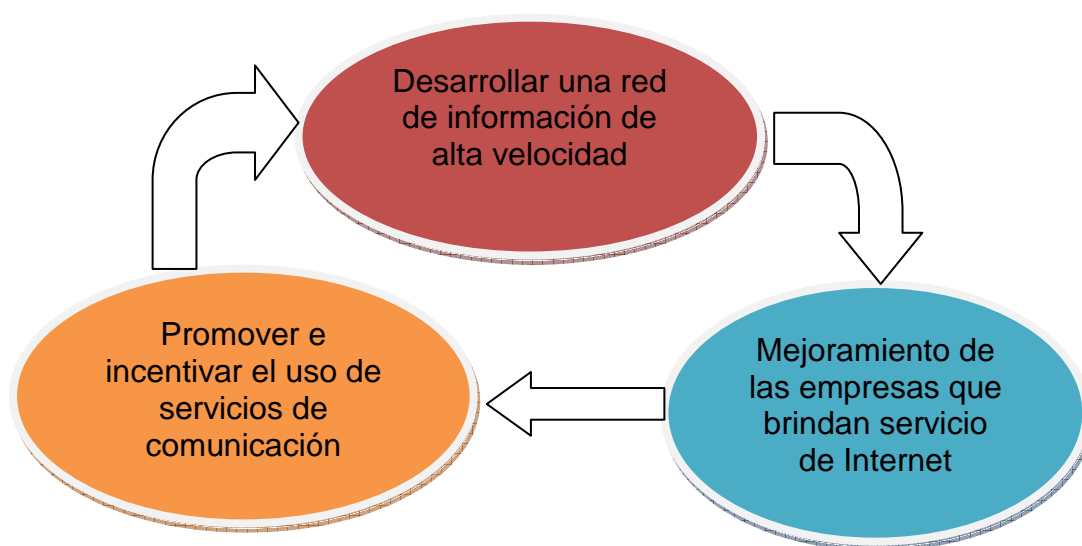 Desarrollar una red
de información de
alta velocidad
Mejoramiento de
las empresas que
brindan servicio
de Internet
Promover e
incentivar el uso de
servicios de
comunicación